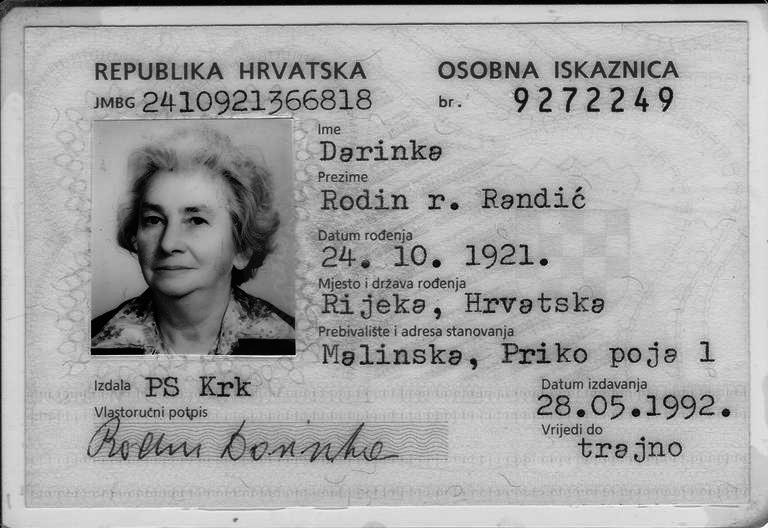 REPUBLIKA HRVATSKA OSOBNA ISKAZNICA
JMBG 2410921366818 br. 9272249
Ime
Darinka
Prezime
Rodin r. Randić
Datum rođenja
24. 10. 1921.
Mjesto i država rođenja
Rijeka, Hrvatska
Prebivalište i adresa stanovanja
Malinska, Priko poja 1
Izdala PS Krk
Datum izdavanja
28.05.1992.
Vlastoručni potpis
Vrijedi do
trajno
Rodin Darinka